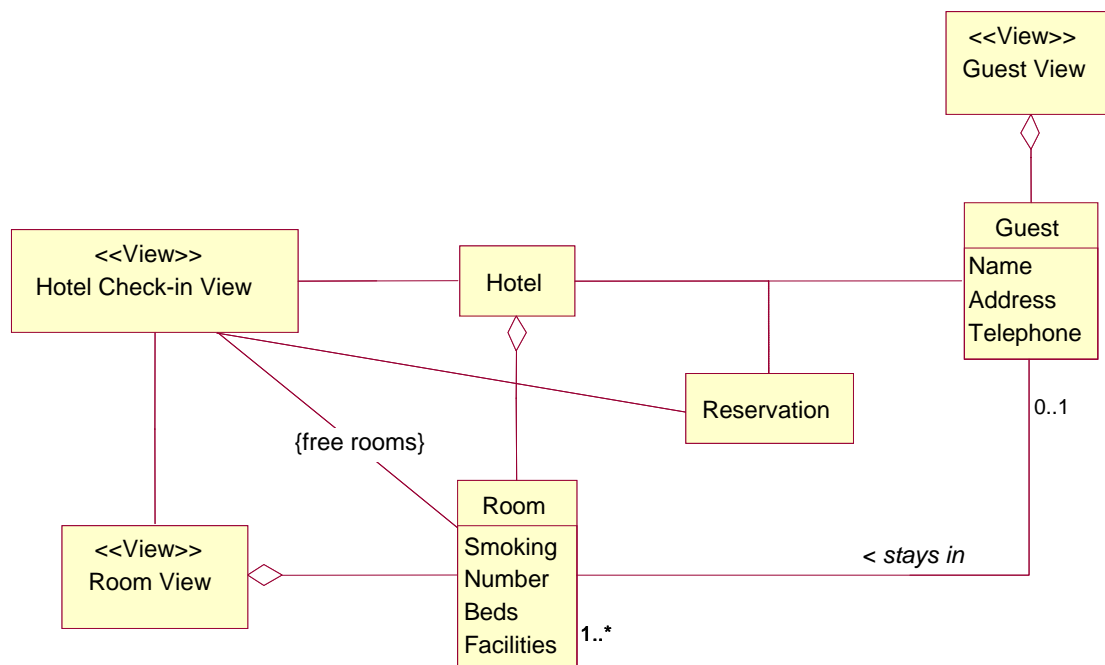 <<View>>
Guest View
<<View>>
Hotel Check-in View
Hotel
Guest
Name
Address
Telephone
Reservation
0..1
{free rooms}
Room
Smoking
Number
Beds
Facilities
<<View>>
Room View
< stays in
1..*